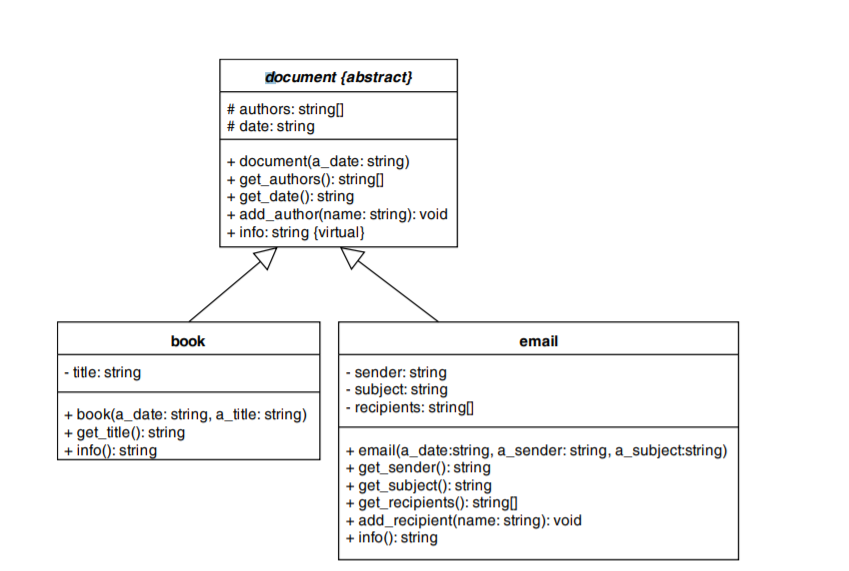 document {abstract}
# authors: string[]
# date: string
+ document(a_date: string)
+ get_authors(): string[]
+ get_date(): string
+ add_author(name: string): void
+ info: string {virtual}
book
- title: string
+ book(a_date: string, a_title: string)
+ get_title(): string
+ info(): string
email
- sender: string
- subject: string
- recipients: string[]
+ email(a_date:string, a_sender: string, a_subject:string)
+ get_sender(): string
+ get_subject(): string
+ get_recipients(): string[]
+ add_recipient(name: string): void
+ info(): string